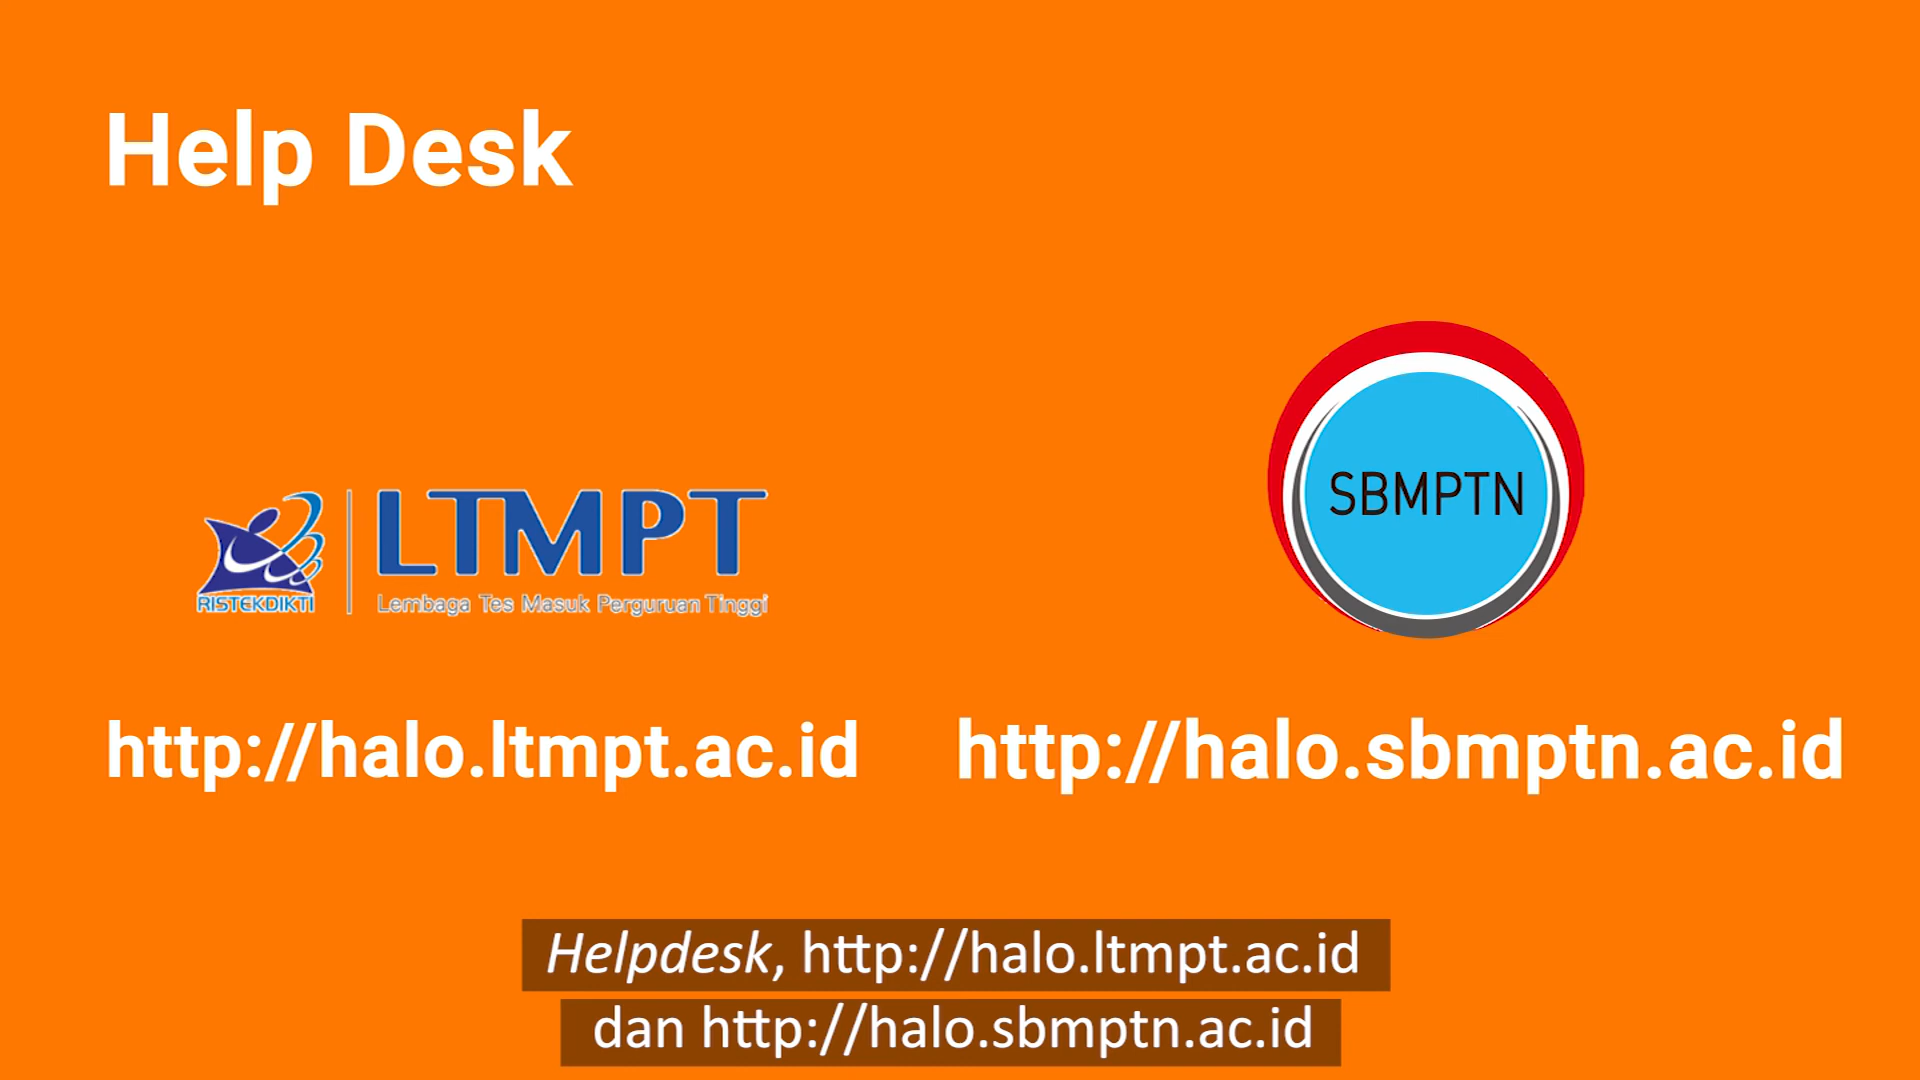 Help Desk
LTMPT
RISTEKDIKTI
Lembaga Tes Masuk Perguruan Tinggi
SBMPTN
http://halo.ltmpt.ac.id
http://halo.sbmptn.ac.id
Helpdesk, http://halo.ltmpt.ac.id
dan http://halo.sbmptn.ac.id